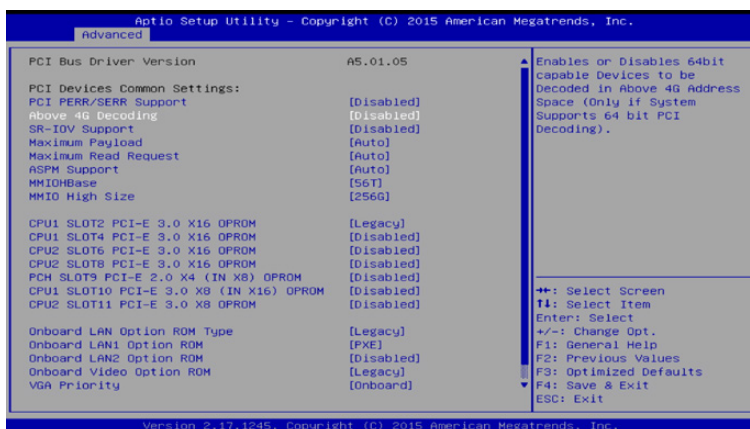 Aptio Setup Utility - Copyright (C) 2015 American Megatrends, Inc.
Advanced
PCI Bus Driver Version A5.01.05
PCI Devices Common Settings:
PCI PERR/SERR Support [Disabled]
Above 4G Decoding [Disabled]
SR-IOV Support [Disabled]
Maximum Payload [Auto]
Maximum Read Request [Auto]
ASPM Support [Auto]
MMIOHBase [56T]
MMIO High Size [256G]
CPU1 SLOT2 PCI-E 3.0 X16 OPROM [Legacy]
CPU1 SLOT4 PCI-E 3.0 X16 OPROM [Disabled]
CPU2 SLOT6 PCI-E 3.0 X16 OPROM [Disabled]
CPU2 SLOT8 PCI-E 3.0 X16 OPROM [Disabled]
PCH SLOT9 PCI-E 2.0 X4 (IN X8) OPROM [Disabled]
CPU1 SLOT10 PCI-E 3.0 X8 (IN X16) OPROM [Disabled]
CPU2 SLOT11 PCI-E 3.0 X8 OPROM [Disabled]
Onboard LAN Option ROM Type [Legacy]
Onboard LAN1 Option ROM [PXE]
Onboard LAN2 Option ROM [Disabled]
Onboard Video Option ROM [Legacy]
VGA Priority [Onboard]
Enables or Disables 64bit
capable Devices to be
Decoded in Above 4G Address
Space (Only if System
Supports 64 bit PCI
Decoding).
→←: Select Screen
↑↓: Select Item
Enter: Select
+/-: Change Opt.
F1: General Help
F2: Previous Values
F3: Optimized Defaults
F4: Save & Exit
ESC: Exit
Version 2.17.1245. Copyright (C) 2015 American Megatrends, Inc.